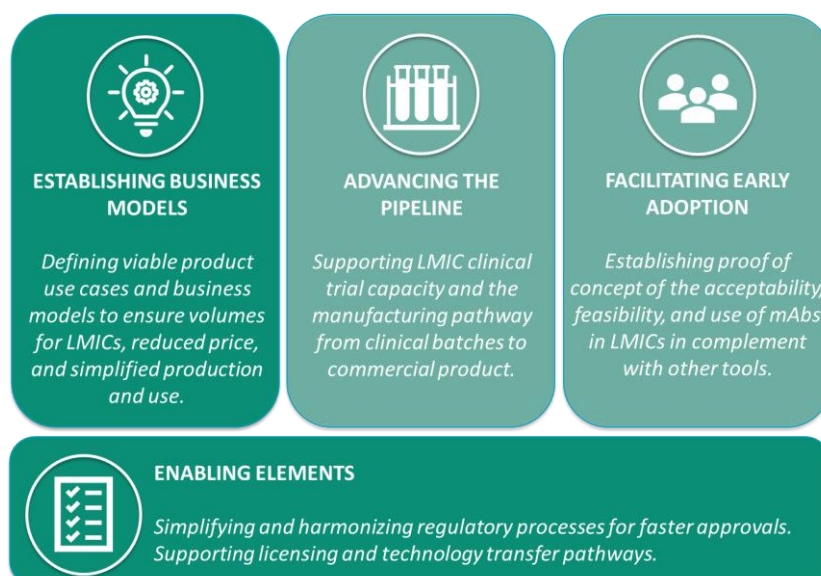 ESTABLISHING BUSINESS
MODELS
Defining viable product
use cases and business
models to ensure volumes
for LMICs, reduced price,
and simplified production
and use.
ADVANCING THE
PIPELINE
Supporting LMIC clinical
trial capacity and the
manufacturing pathway
from clinical batches to
commercial product.
FACILITATING EARLY
ADOPTION
Establishing proof of
concept of the acceptability,
feasibility, and use of mAbs
in LMICs in complement
with other tools.
ENABLING ELEMENTS
Simplifying and harmonizing regulatory processes for faster approvals.
Supporting licensing and technology transfer pathways.